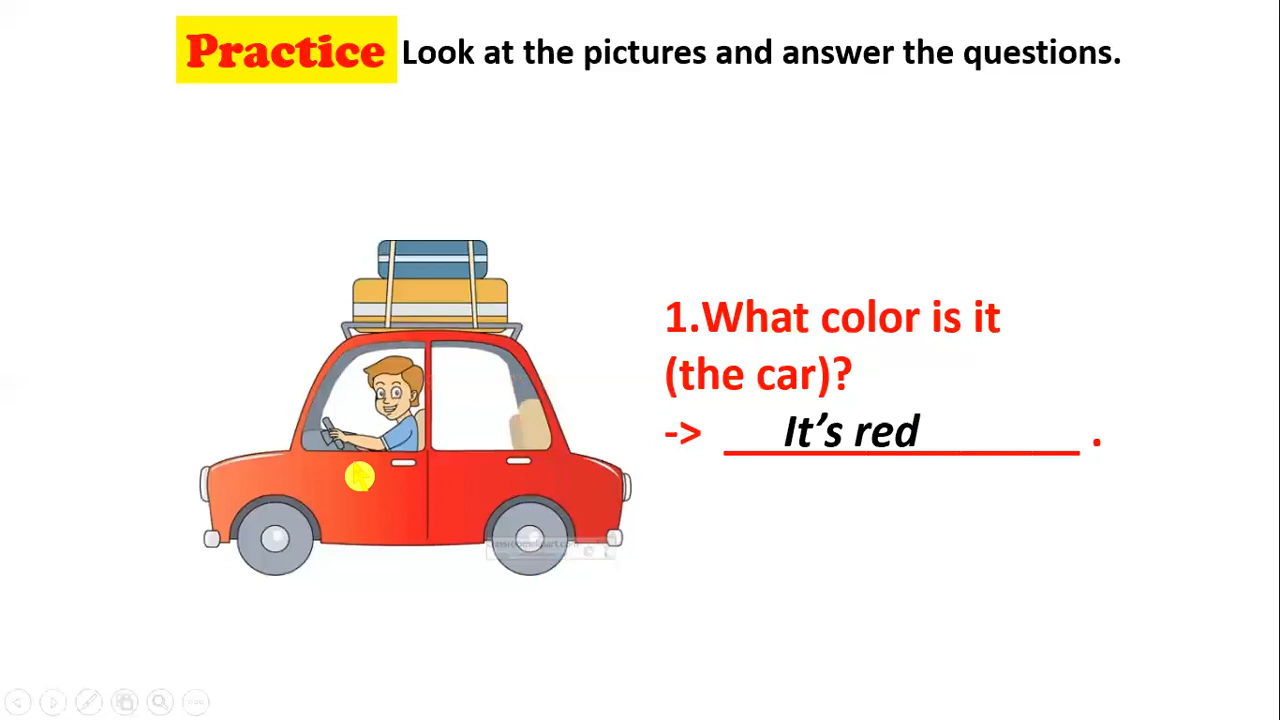 Practice Look at the pictures and answer the questions.
1.What color is it
(the car)?
-> It’s red .